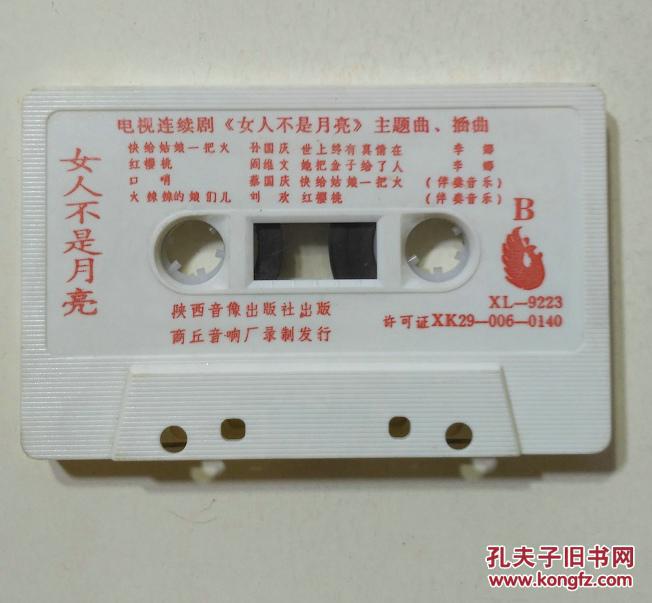 电视连续剧《女人不是月亮》主题曲、插曲
女人不是月亮
快给姑娘一把火 孙国庆 世上终有真情在 李娜
红樱桃 阎维文 她把盒子给了人 李娜
口哨 蔡国庆 快给姑娘一把火 (伴奏音乐)
火辣辣的娘们儿 刘欢 红樱桃 (伴奏音乐)
B
陕西音像出版社出版
商丘音响厂录制发行
XL—9223
许可证XK29—006—0140
孔夫子旧书网
www.kongfz.com